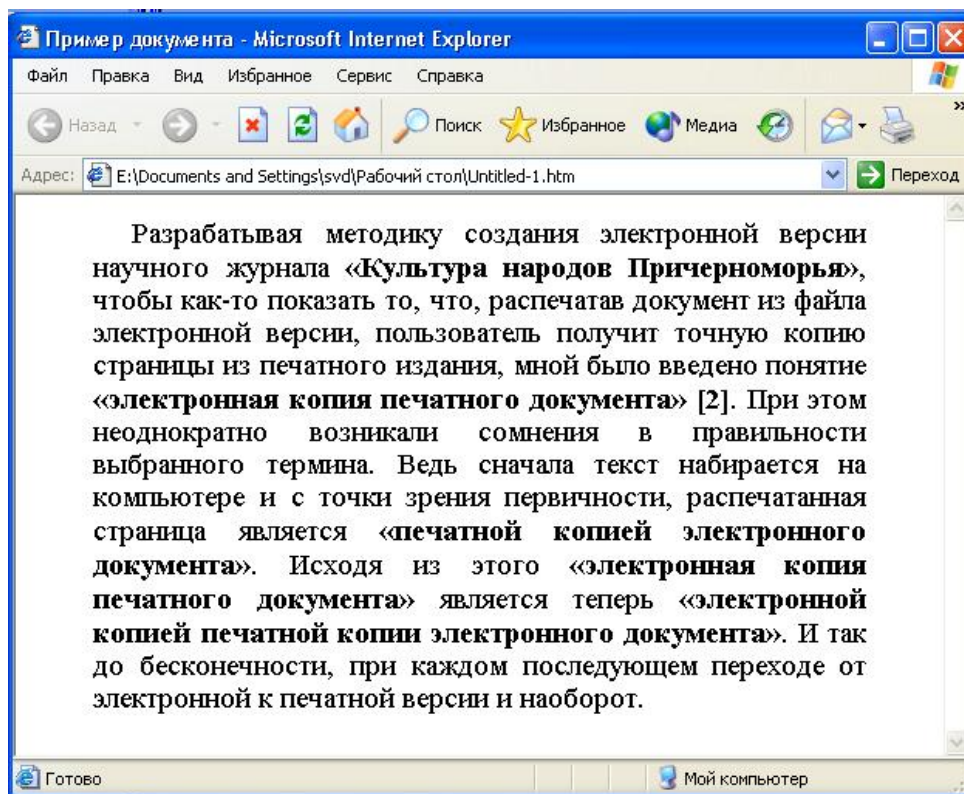 Пример документа - Microsoft Internet Explorer
Файл Правка Вид Избранное Сервис Справка
Назад Поиск Избранное Медиа »
Адрес: E:\Documents and Settings\svd\Рабочий стол\Untitled-1.htm Переход
Разрабатывая методику создания электронной версии
научного журнала «Культура народов Причерноморья»,
чтобы как-то показать то, что, распечатав документ из файла
электронной версии, пользователь получит точную копию
страницы из печатного издания, мной было введено понятие
«электронная копия печатного документа» [2]. При этом
неоднократно возникали сомнения в правильности
выбранного термина. Ведь сначала текст набирается на
компьютере и с точки зрения первичности, распечатанная
страница является «печатной копией электронного
документа». Исходя из этого «электронная копия
печатного документа» является теперь «электронной
копией печатной копии электронного документа». И так
до бесконечности, при каждом последующем переходе от
электронной к печатной версии и наоборот.
Готово Мой компьютер